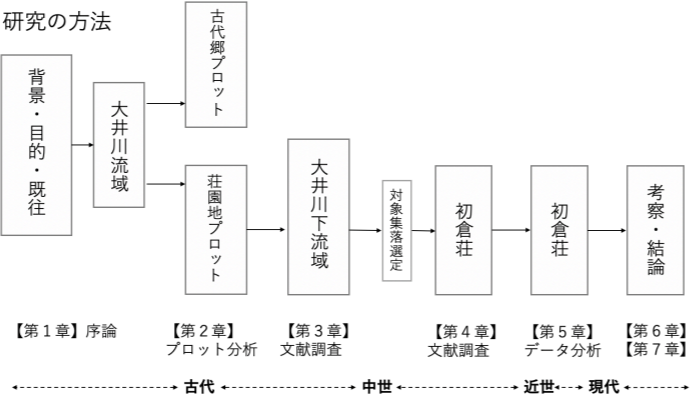 研究の方法
背景・目的・既往
大井川流域
古代郷プロット
荘園地プロット
大井川下流域
対象集落選定
初倉荘
初倉荘
考察・結論
【第1章】序論
【第2章】
プロット分析
【第3章】
文献調査
【第4章】
文献調査
【第5章】
データ分析
【第6章】
【第7章】
古代
中世
近世
現代